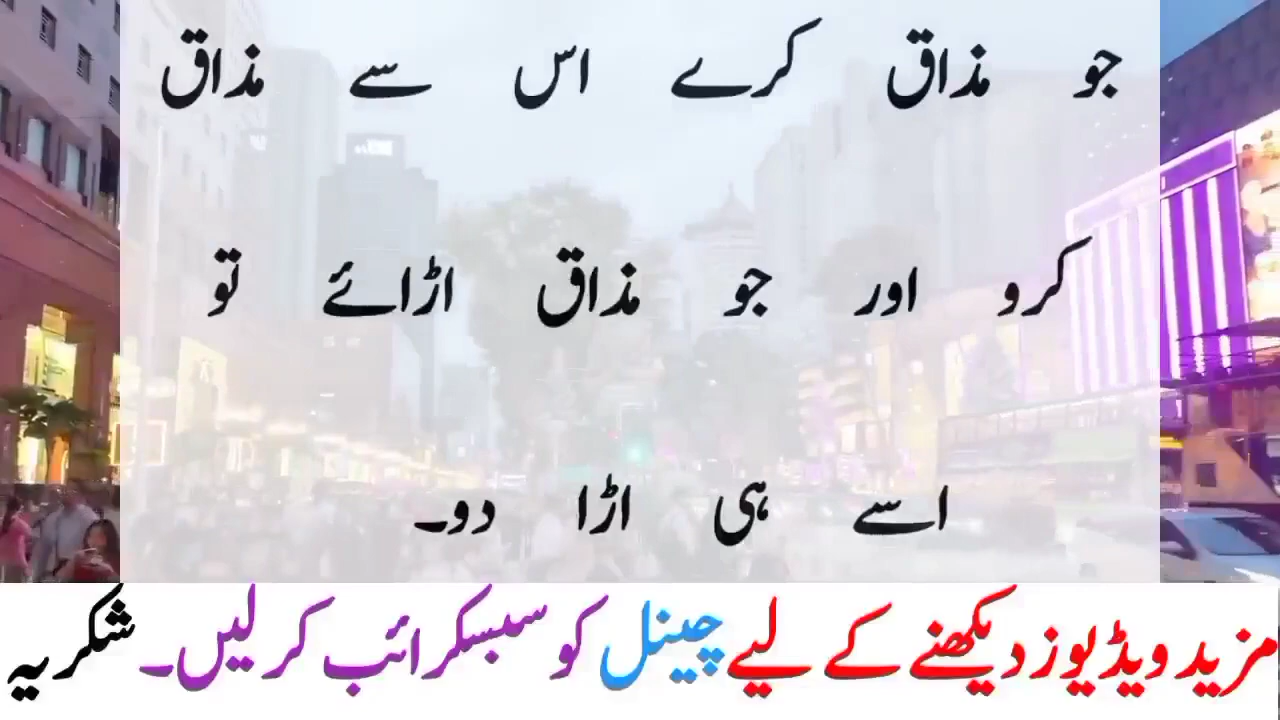 جو مذاق کرے اس سے مذاق
کرو اور جو مذاق اڑائے تو
اسے ہی اڑا دو۔
مزید ویڈیوز دیکھنے کے لیے چینل کو سبسکرائب کر لیں۔ شکریہ